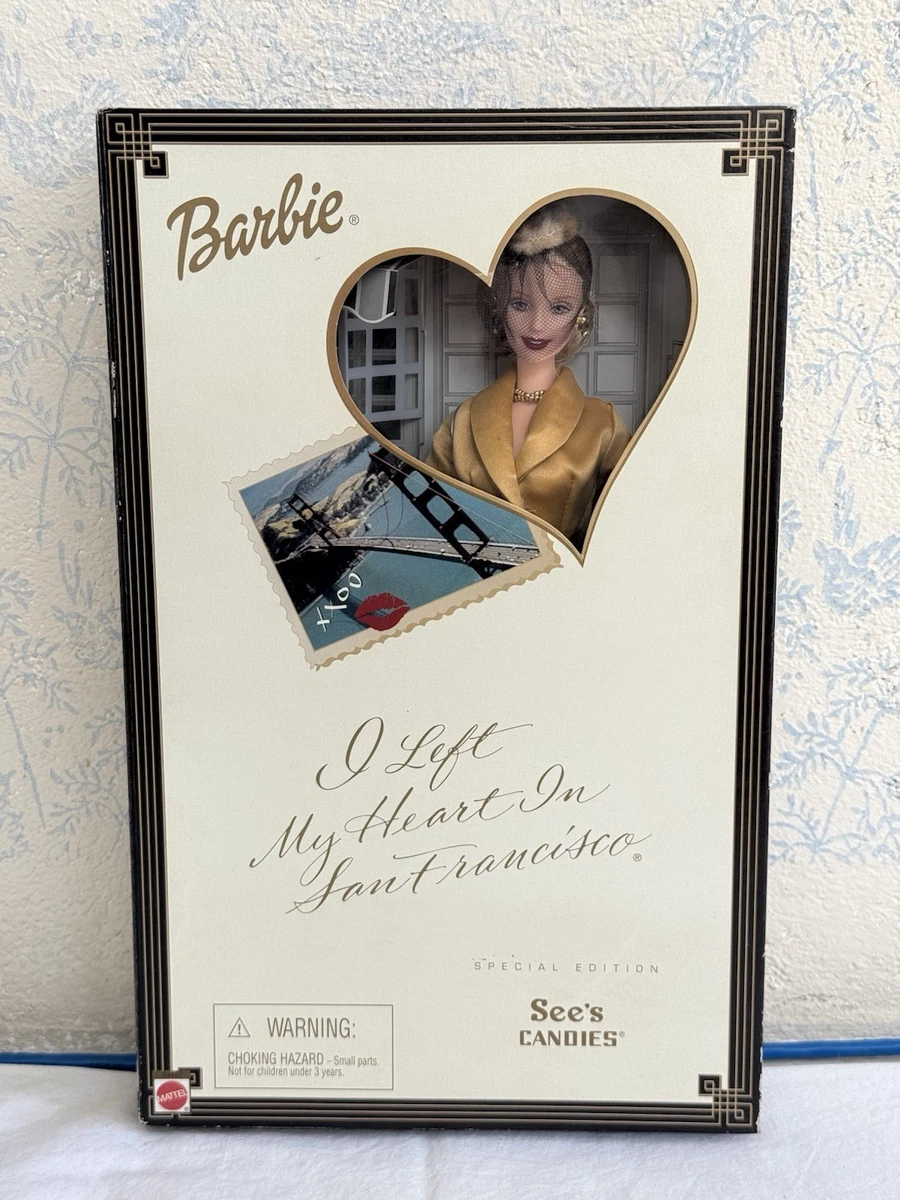 Barbie®
xxoo
I Left
My Heart In
San Francisco®
SPECIAL EDITION
See's
CANDIES®
⚠ WARNING:
CHOKING HAZARD – Small parts.
Not for children under 3 years.
MATTEL